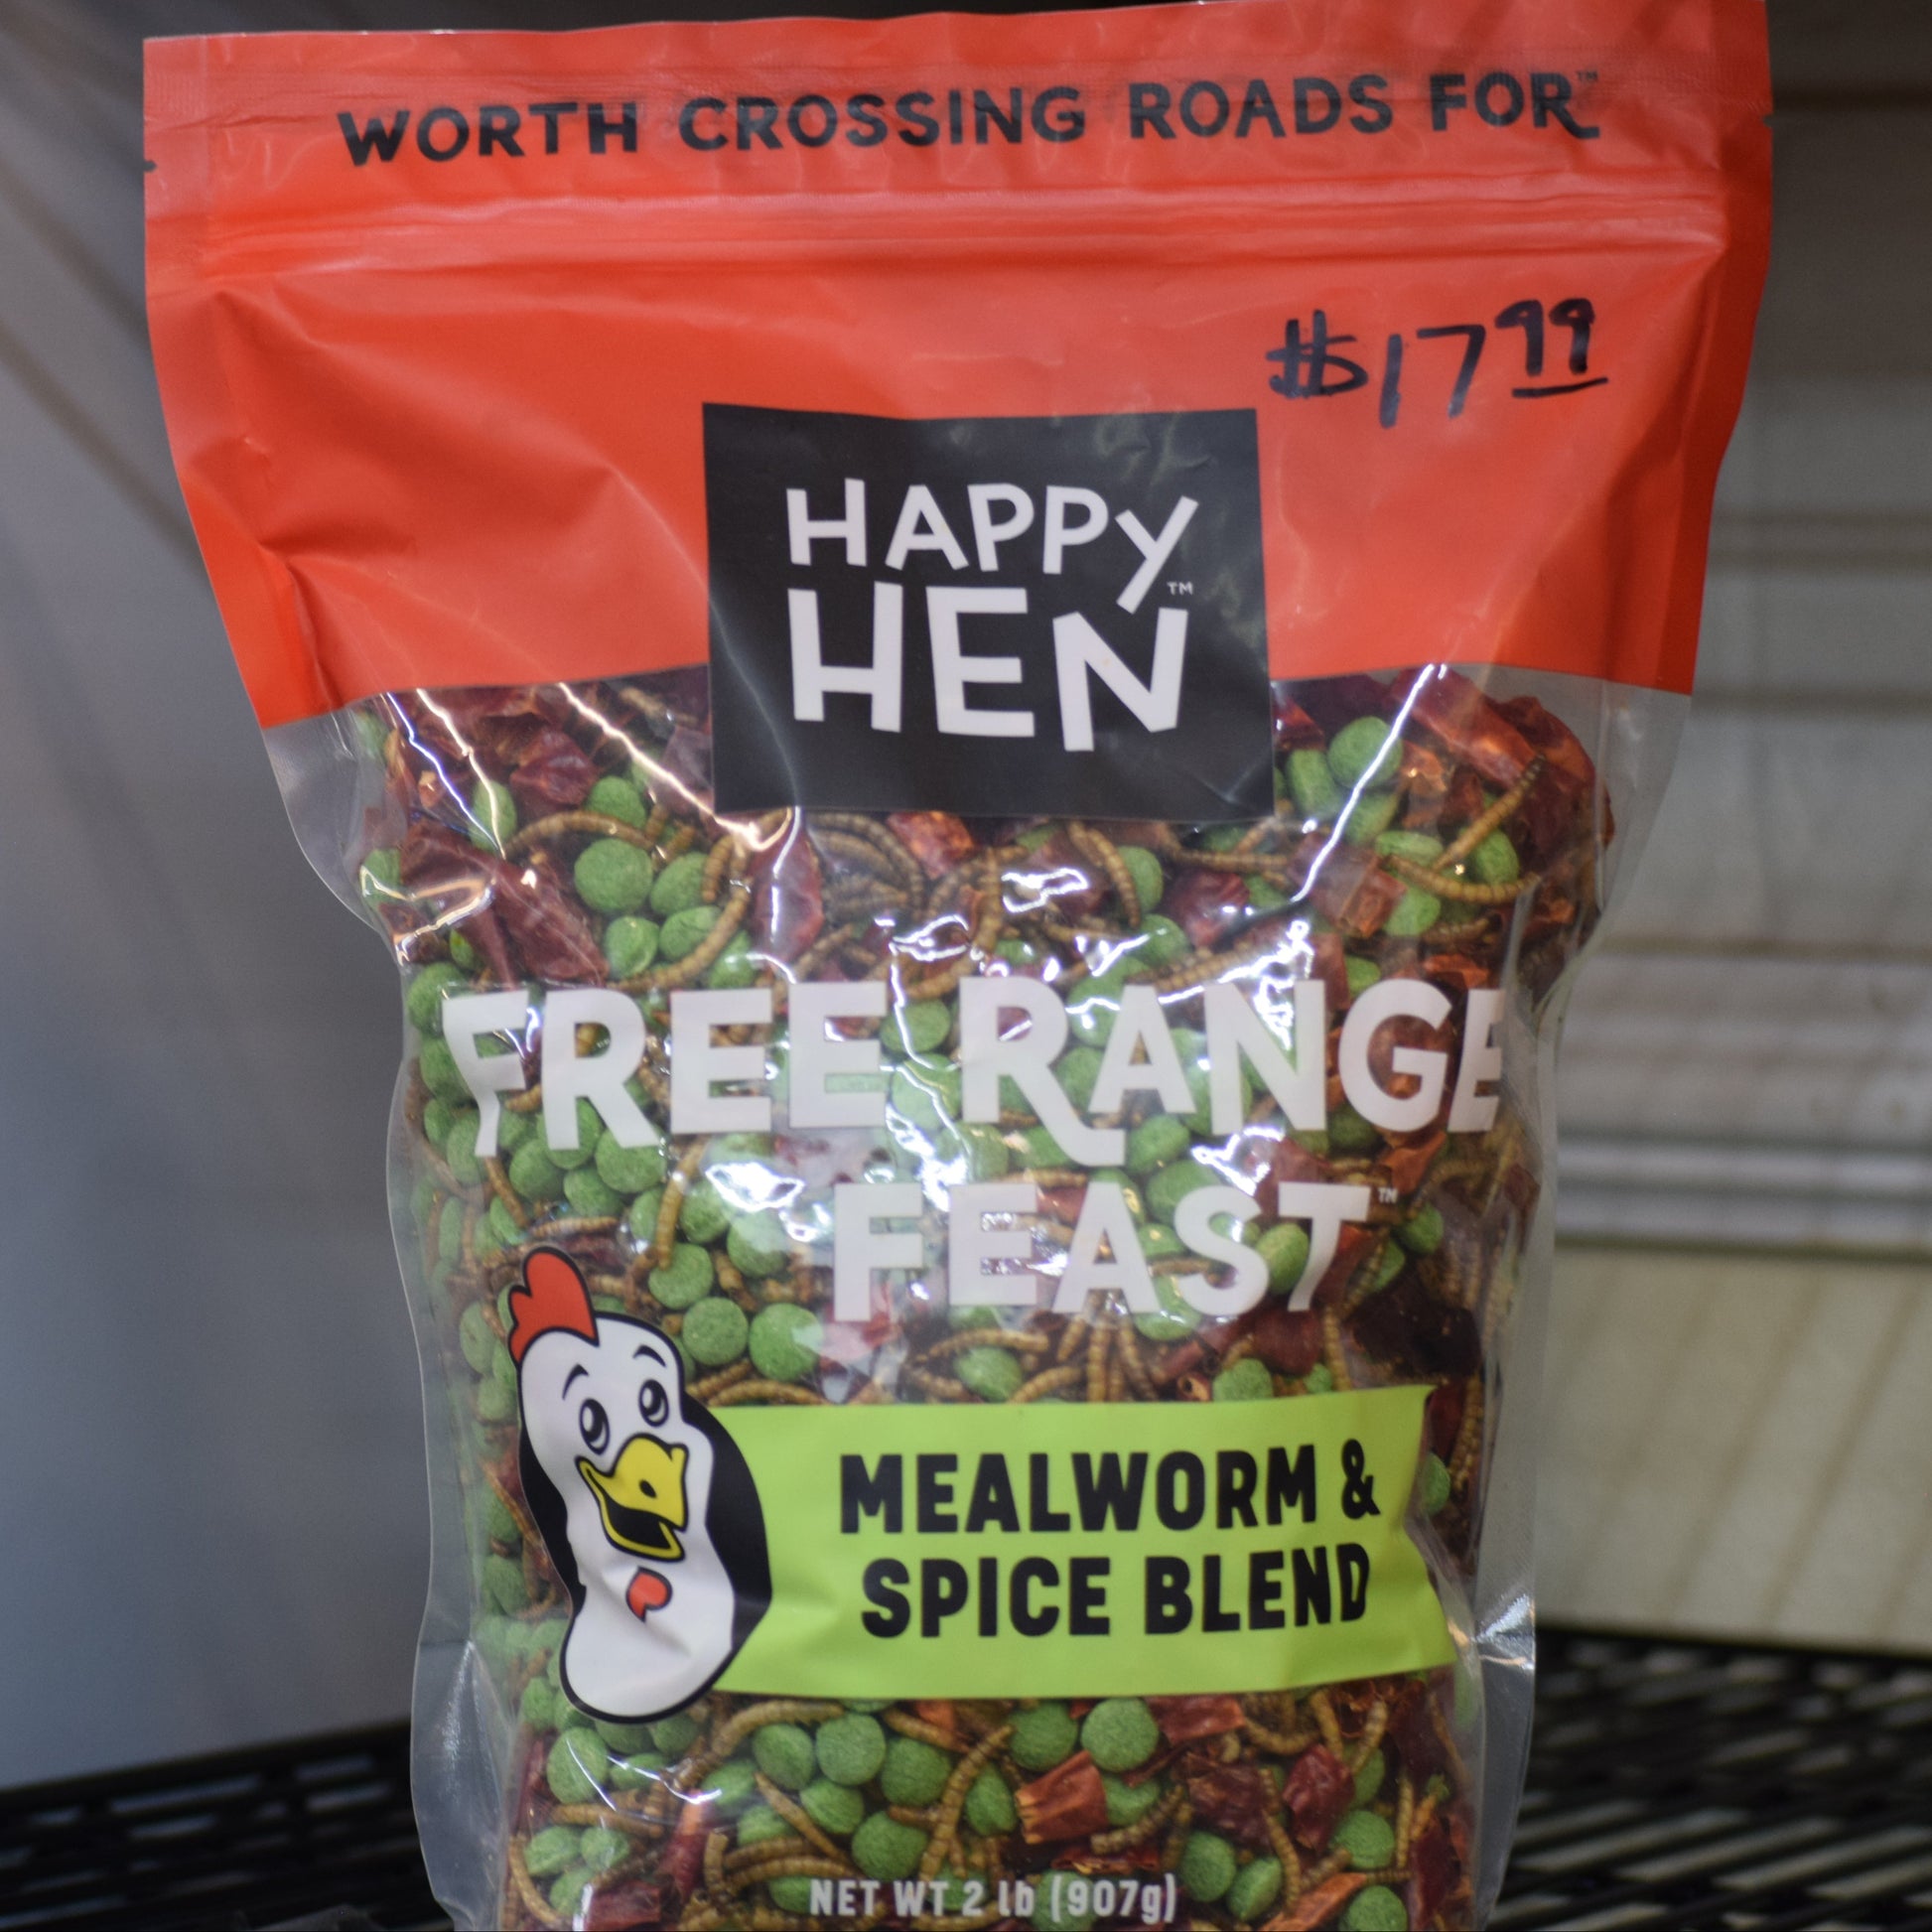 WORTH CROSSING ROADS FOR™
$17.99
HAPPY
HEN™
FREE RANGE
FEAST™
MEALWORM &
SPICE BLEND
NET WT 2 lb (907g)